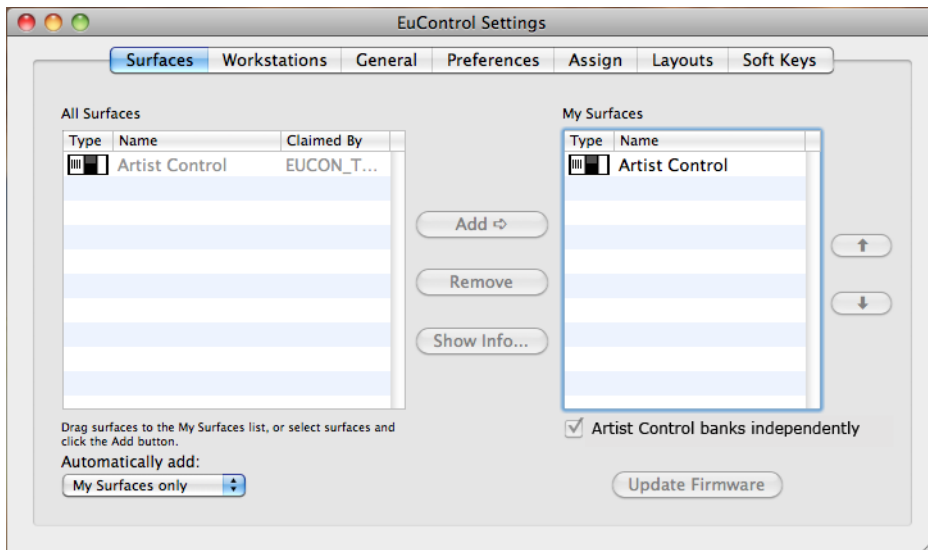 EuControl Settings
Surfaces Workstations General Preferences Assign Layouts Soft Keys
All Surfaces
Type Name Claimed By
Artist Control EUCON_T...
Add ⇨
Remove
Show Info...
My Surfaces
Type Name
Artist Control
Drag surfaces to the My Surfaces list, or select surfaces and
click the Add button.
Automatically add:
My Surfaces only
Artist Control banks independently
Update Firmware